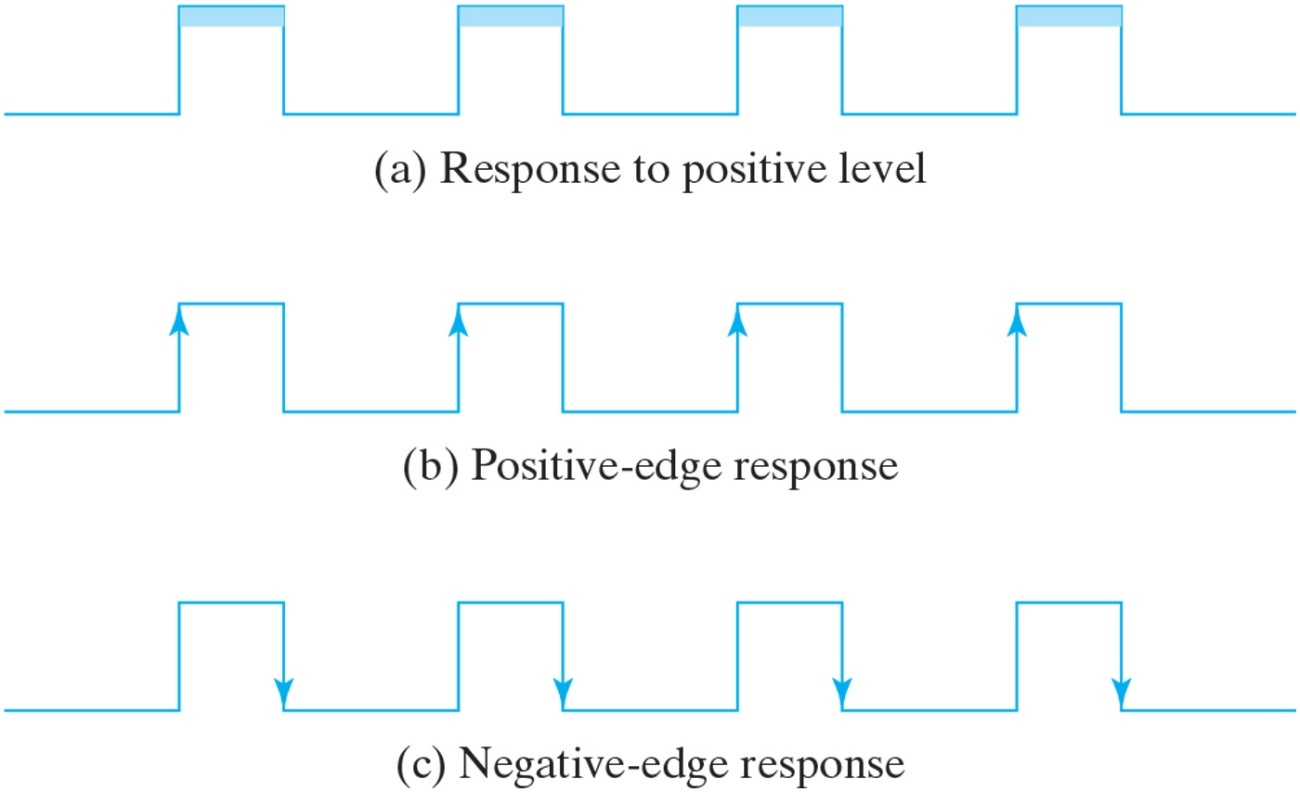 (a) Response to positive level
(b) Positive-edge response
(c) Negative-edge response